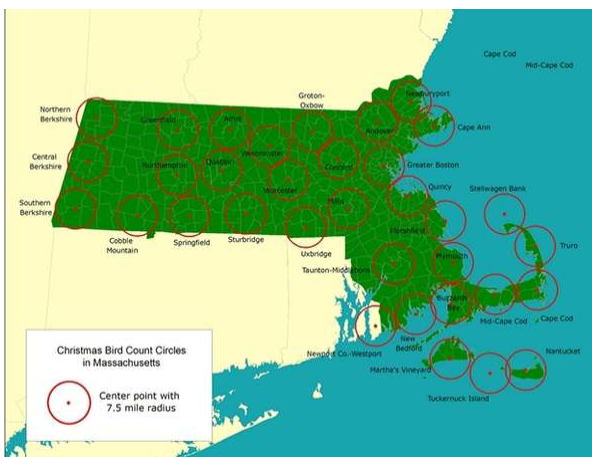 Cape Cod
Mid-Cape Cod
Groton-
Oxbow
Newburyport
Northern
Berkshire
Greenfield
Athol
Andover
Cape Ann
Westminster
Central
Berkshire
Northampton
Quabbin
Concord
Greater Boston
Worcester
Quincy
Stellwagen Bank
Southern
Berkshire
Millis
Cobble
Mountain
Springfield
Sturbridge
Uxbridge
Marshfield
Truro
Taunton-Middleboro
Plymouth
Buzzards
Bay
Mid-Cape Cod
Cape Cod
New
Bedford
Newport Co.-Westport
Nantucket
Martha's Vineyard
Tuckernuck Island
Christmas Bird Count Circles
in Massachusetts
Center point with
7.5 mile radius